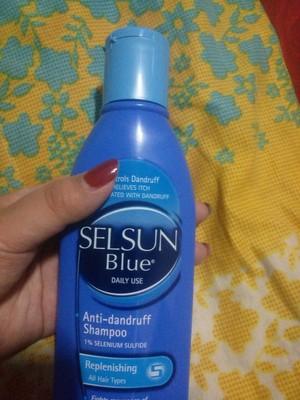 trols Dandruff
RELIEVES ITCH
ATED WITH DANDRUFF
SELSUN
Blue®
DAILY USE
Anti-dandruff
Shampoo
1% SELENIUM SULFIDE
Replenishing
All Hair Types
S